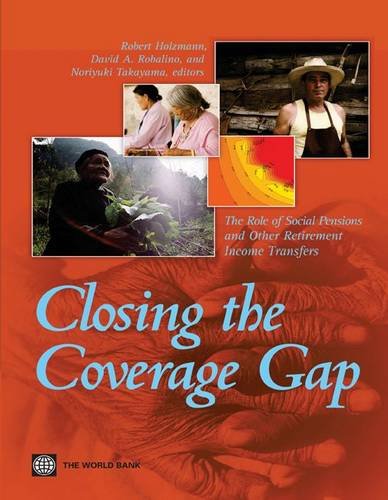 Robert Holzmann,
David A. Robalino, and
Noriyuki Takayama, editors
The Role of Social Pensions
and Other Retirement
Income Transfers
Closing the
Coverage Gap
THE WORLD BANK